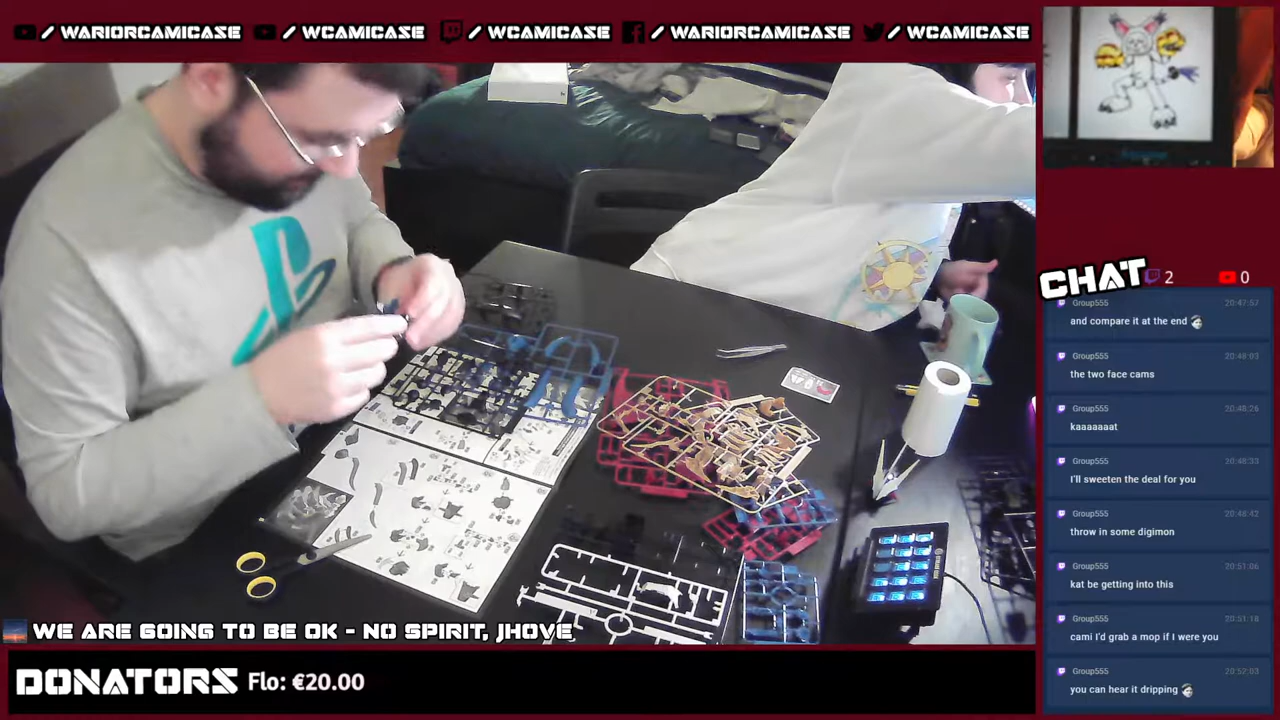 / WARIORCAMICASE
/ WCAMICASE
/ WCAMICASE
/ WARIORCAMICASE
/ WCAMICASE
CHAT 2 0
Group555 20:47:57
and compare it at the end
Group555 20:48:03
the two face cams
Group555 20:48:26
kaaaaaaat
Group555 20:48:33
I'll sweeten the deal for you
Group555 20:48:42
throw in some digimon
Group555 20:51:06
kat be getting into this
Group555 20:51:18
cami I'd grab a mop if I were you
Group555 20:52:03
you can hear it dripping
WE ARE GOING TO BE OK - NO SPIRIT, JHOVE
DONATORS Flo: €20.00